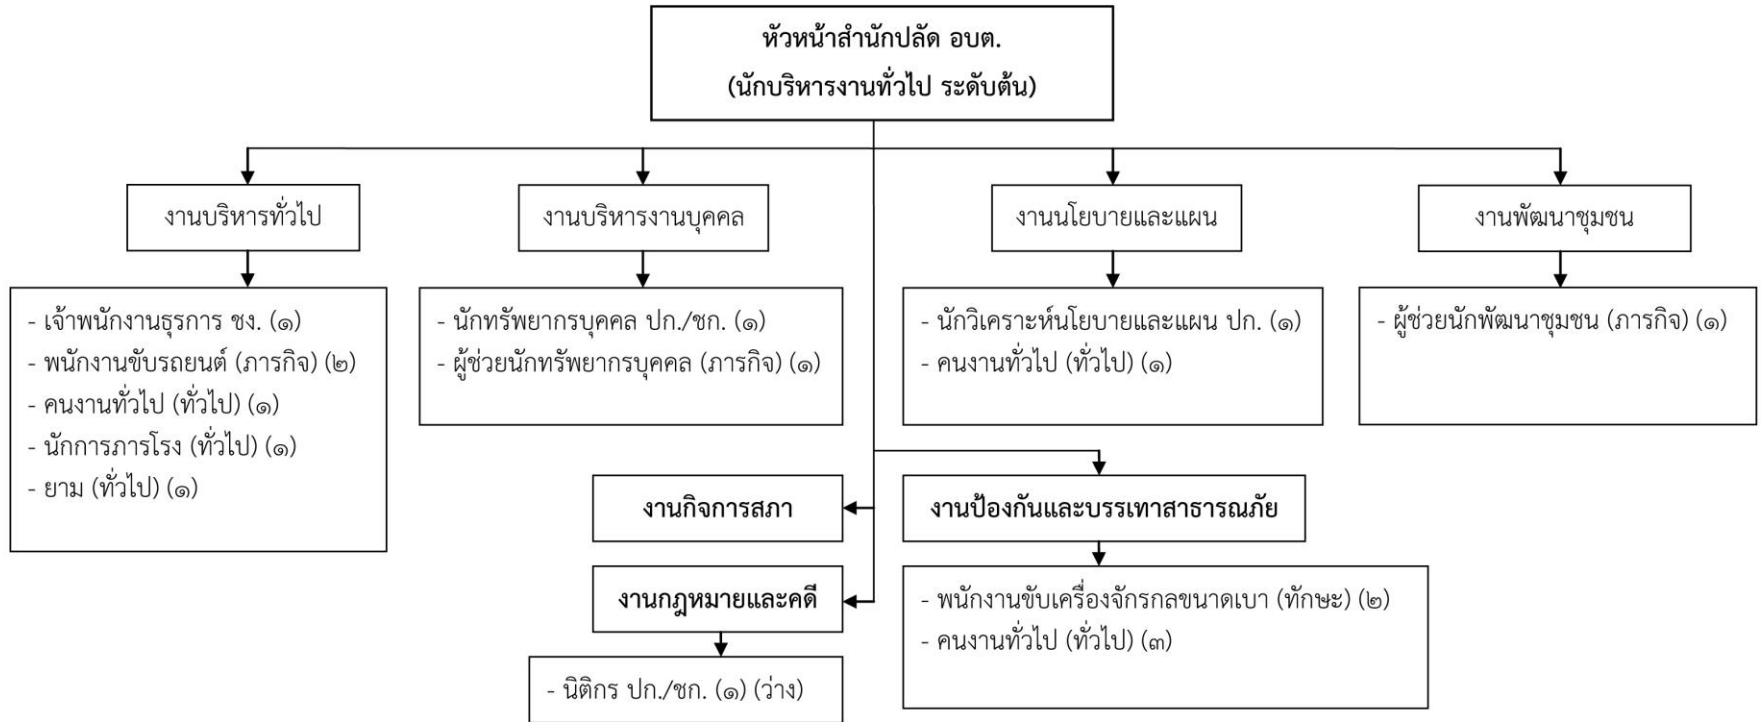 หัวหน้าสำนักปลัด อบต.
(นักบริหารงานทั่วไป ระดับต้น)
งานบริหารทั่วไป
- เจ้าพนักงานธุรการ ชง. (๑)
- พนักงานขับรถยนต์ (ภารกิจ) (๒)
- คนงานทั่วไป (ทั่วไป) (๑)
- นักการภารโรง (ทั่วไป) (๑)
- ยาม (ทั่วไป) (๑)
งานบริหารงานบุคคล
- นักทรัพยากรบุคคล ปก./ชก. (๑)
- ผู้ช่วยนักทรัพยากรบุคคล (ภารกิจ) (๑)
งานนโยบายและแผน
- นักวิเคราะห์นโยบายและแผน ปก. (๑)
- คนงานทั่วไป (ทั่วไป) (๑)
งานพัฒนาชุมชน
- ผู้ช่วยนักพัฒนาชุมชน (ภารกิจ) (๑)
งานกิจการสภา
งานกฎหมายและคดี
- นิติกร ปก./ชก. (๑) (ว่าง)
งานป้องกันและบรรเทาสาธารณภัย
- พนักงานขับเครื่องจักรกลขนาดเบา (ทักษะ) (๒)
- คนงานทั่วไป (ทั่วไป) (๓)